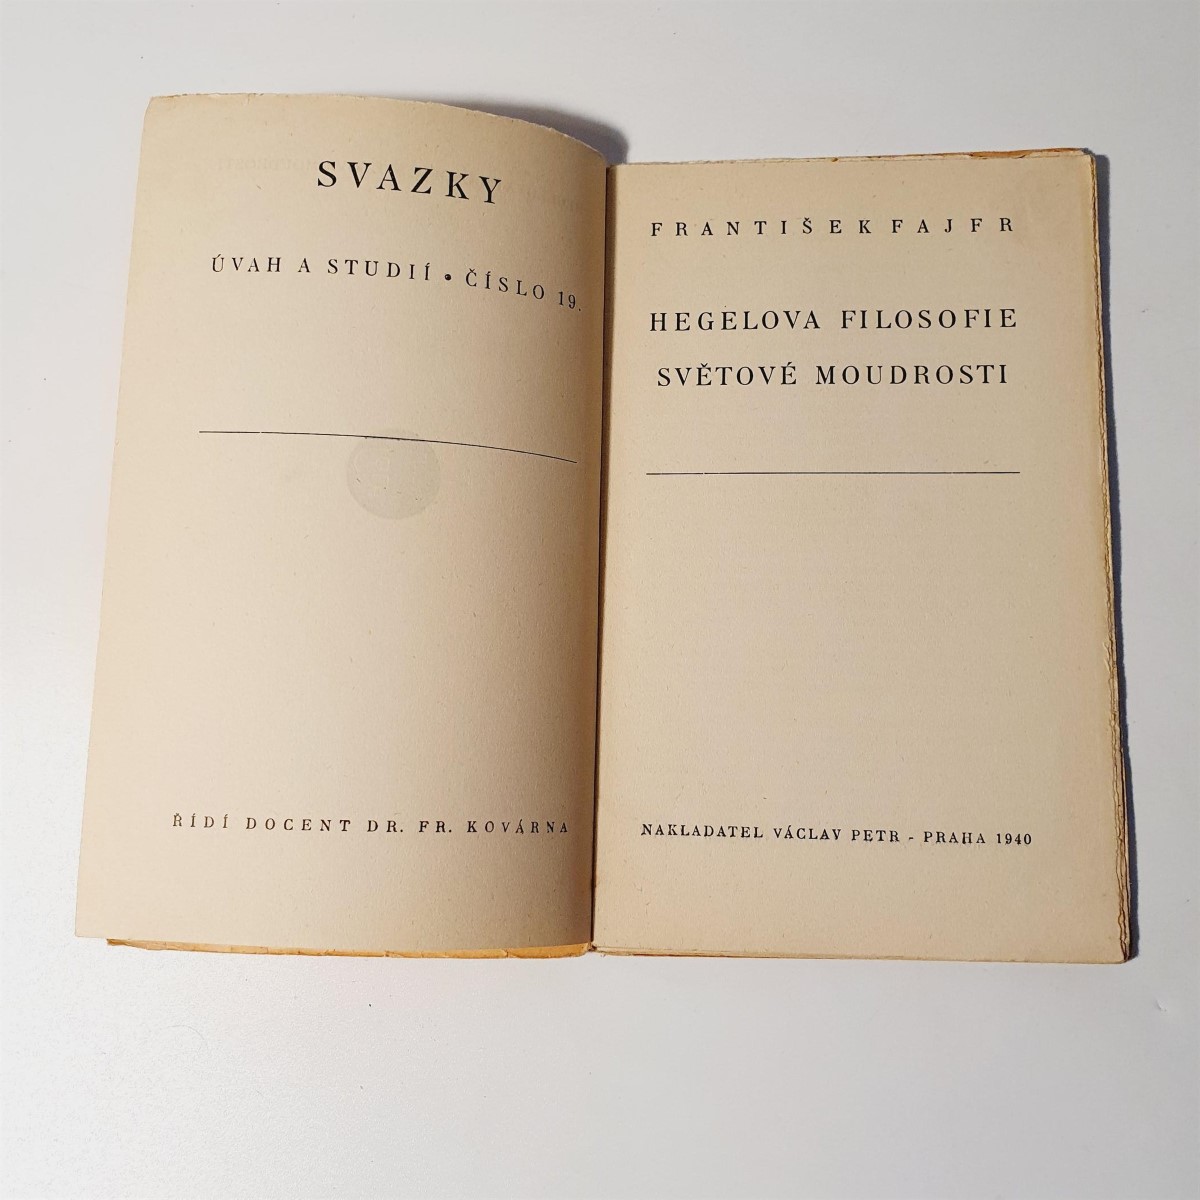 SVAZKY
ÚVAH A STUDIÍ • ČÍSLO 19.
ŘÍDÍ DOCENT DR. FR. KOVÁRNA
FRANTIŠEK FAJFR
HEGELOVA FILOSOFIE
SVĚTOVÉ MOUDROSTI
NAKLADATEL VÁCLAV PETR - PRAHA 1940